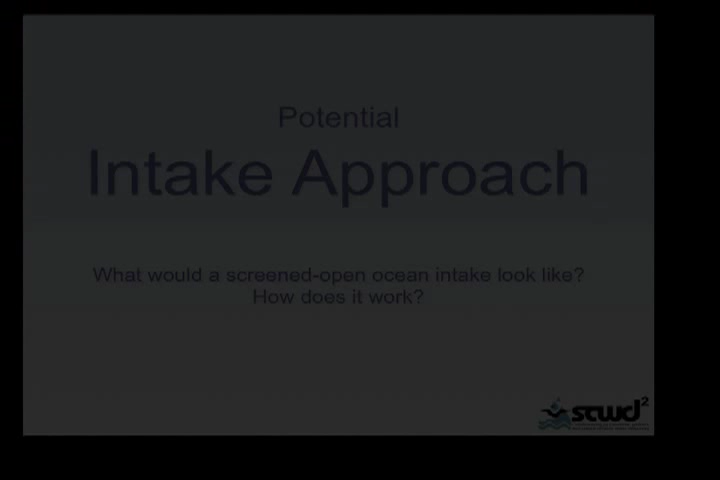 Potential
Intake Approach
What would a screened-open ocean intake look like?
How does it work?
scwd2